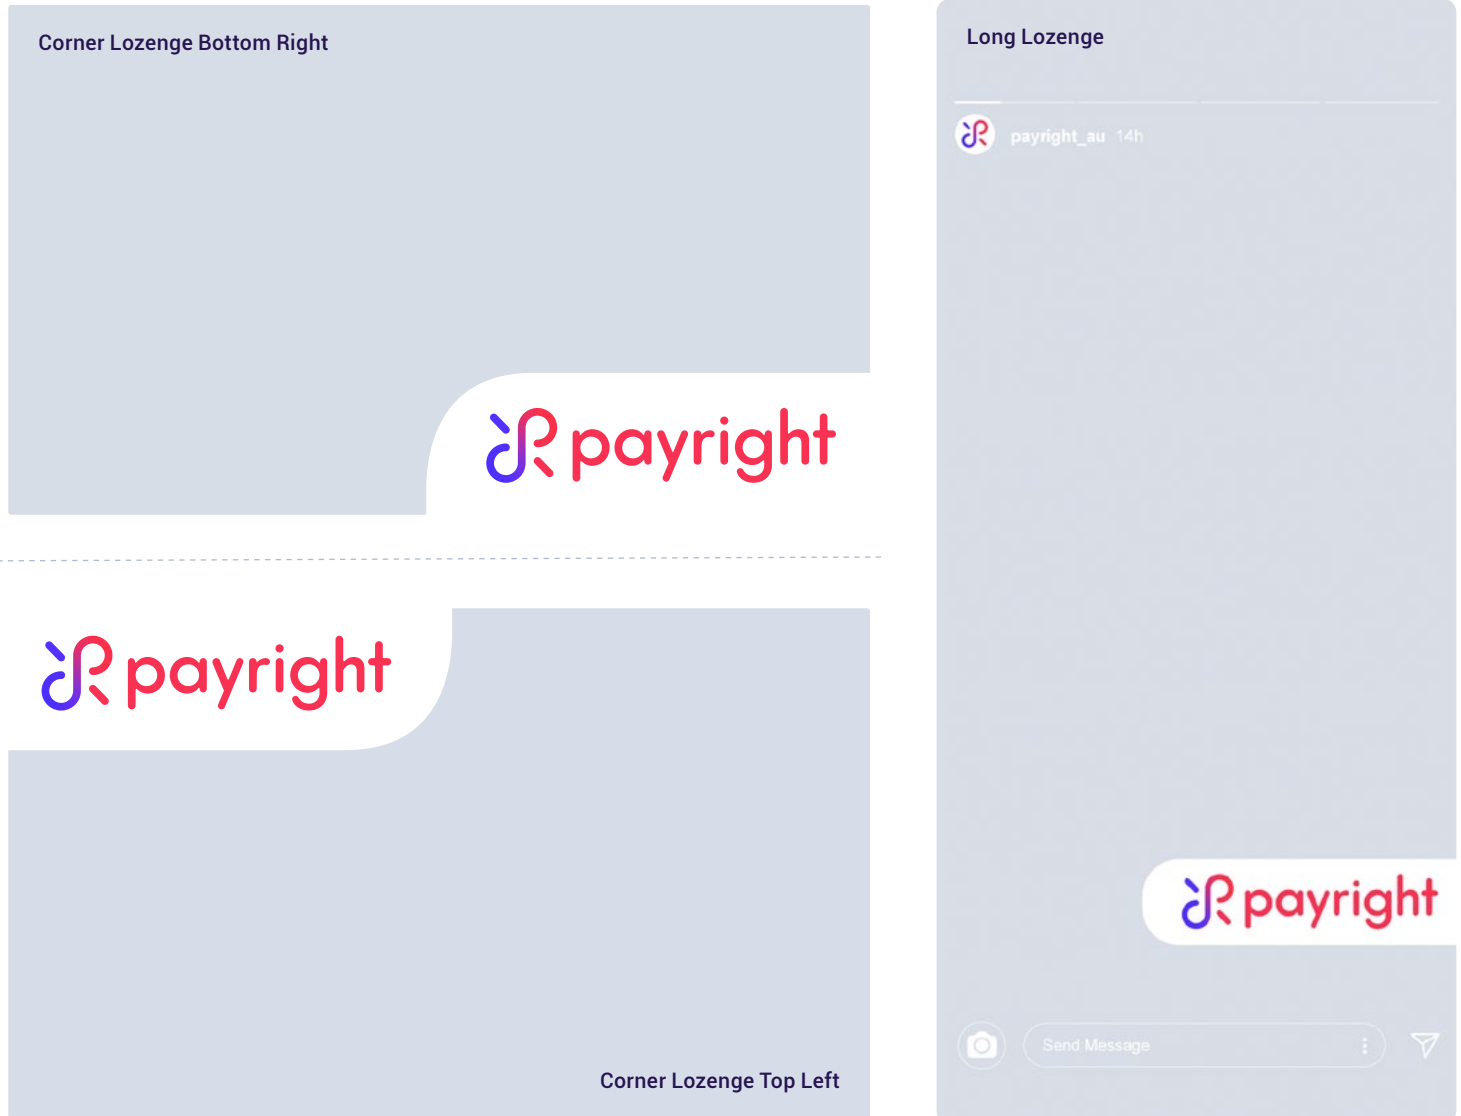 Corner Lozenge Bottom Right
payright
payright
Corner Lozenge Top Left
Long Lozenge
payright_au 14h
payright
Send Message